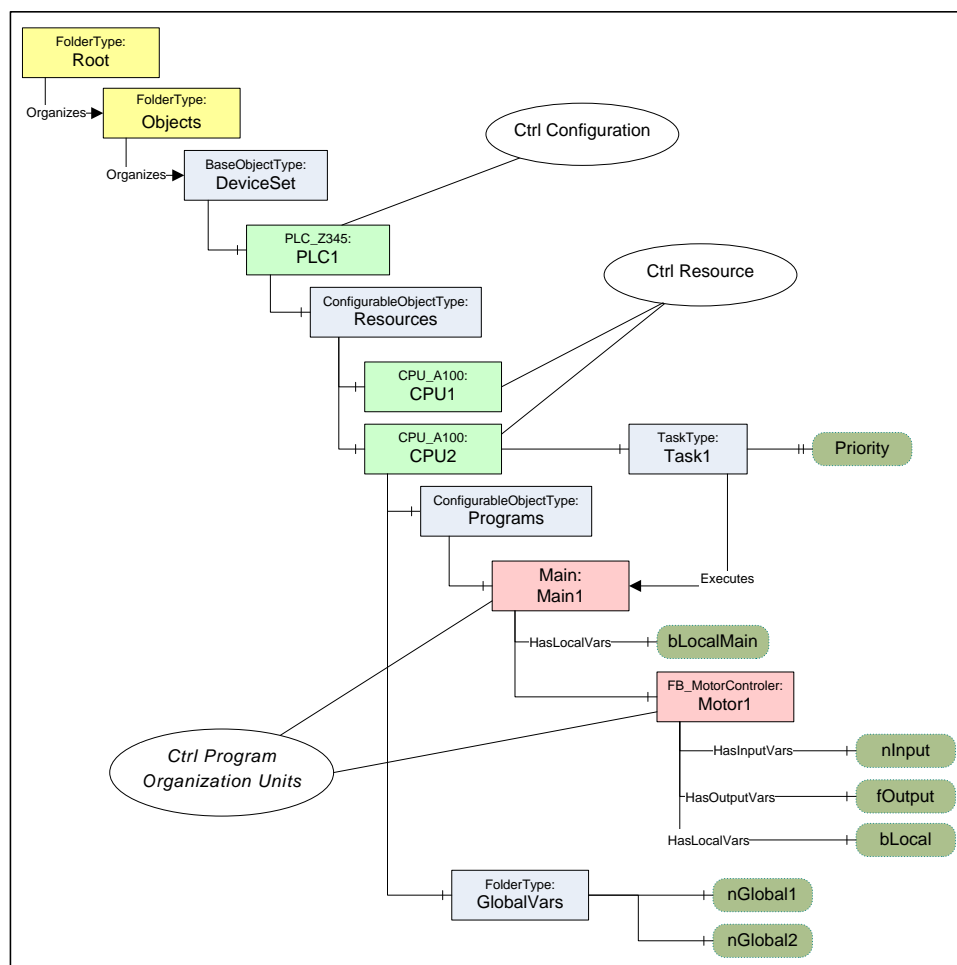 FolderType:
Root
Organizes
FolderType:
Objects
Ctrl Configuration
Organizes
BaseObjectType:
DeviceSet
PLC_Z345:
PLC1
Ctrl Resource
ConfigurableObjectType:
Resources
CPU_A100:
CPU1
CPU_A100:
CPU2
TaskType:
Task1
Priority
ConfigurableObjectType:
Programs
Main:
Main1
Executes
HasLocalVars
bLocalMain
FB_MotorControler:
Motor1
Ctrl Program
Organization Units
HasInputVars
nInput
HasOutputVars
fOutput
HasLocalVars
bLocal
FolderType:
GlobalVars
nGlobal1
nGlobal2